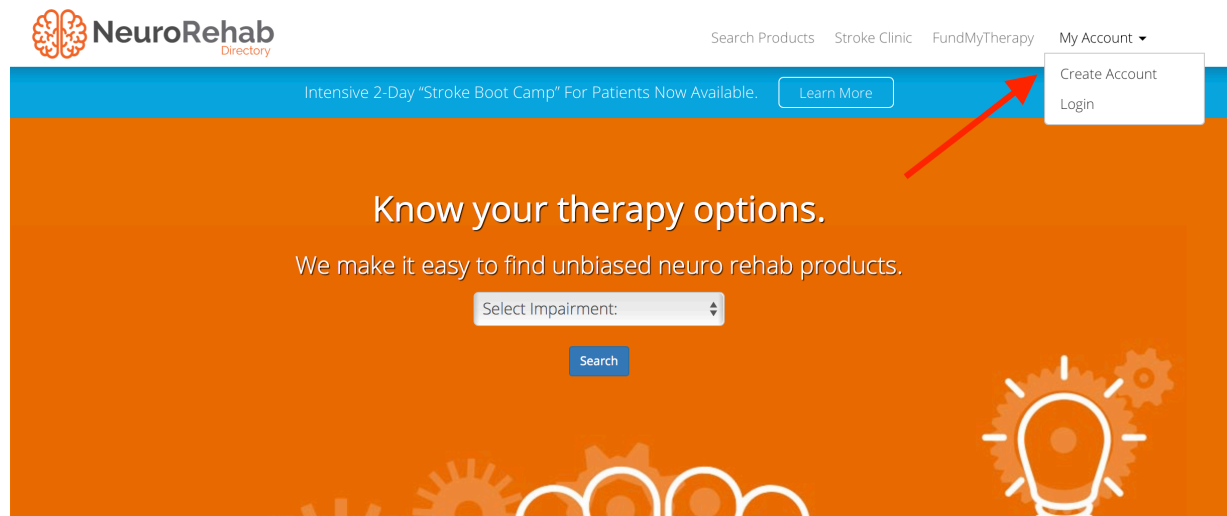 NeuroRehab
Directory
Search Products Stroke Clinic FundMyTherapy My Account
Create Account
Login
Intensive 2-Day “Stroke Boot Camp” For Patients Now Available. Learn More
Know your therapy options.
We make it easy to find unbiased neuro rehab products.
Select Impairment:
Search